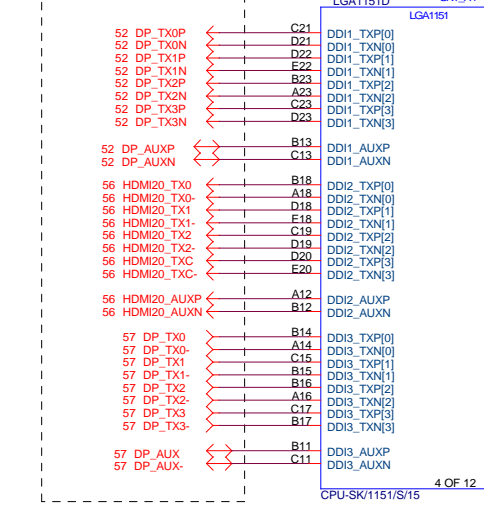 LGA1151D
LGA1151
52 DP_TX0P C21 DDI1_TXP[0]
52 DP_TX0N D21 DDI1_TXN[0]
52 DP_TX1P D22 DDI1_TXP[1]
52 DP_TX1N E22 DDI1_TXN[1]
52 DP_TX2P B23 DDI1_TXP[2]
52 DP_TX2N A23 DDI1_TXN[2]
52 DP_TX3P C23 DDI1_TXP[3]
52 DP_TX3N D23 DDI1_TXN[3]
52 DP_AUXP B13 DDI1_AUXP
52 DP_AUXN C13 DDI1_AUXN
56 HDMI20_TX0 B18 DDI2_TXP[0]
56 HDMI20_TX0- A18 DDI2_TXN[0]
56 HDMI20_TX1 D18 DDI2_TXP[1]
56 HDMI20_TX1- E18 DDI2_TXN[1]
56 HDMI20_TX2 C19 DDI2_TXP[2]
56 HDMI20_TX2- D19 DDI2_TXN[2]
56 HDMI20_TXC D20 DDI2_TXP[3]
56 HDMI20_TXC- E20 DDI2_TXN[3]
56 HDMI20_AUXP A12 DDI2_AUXP
56 HDMI20_AUXN B12 DDI2_AUXN
57 DP_TX0 B14 DDI3_TXP[0]
57 DP_TX0- A14 DDI3_TXN[0]
57 DP_TX1 C15 DDI3_TXP[1]
57 DP_TX1- B15 DDI3_TXN[1]
57 DP_TX2 B16 DDI3_TXP[2]
57 DP_TX2- A16 DDI3_TXN[2]
57 DP_TX3 C17 DDI3_TXP[3]
57 DP_TX3- B17 DDI3_TXN[3]
57 DP_AUX B11 DDI3_AUXP
57 DP_AUX- C11 DDI3_AUXN
4 OF 12
CPU-SK/1151/S/15